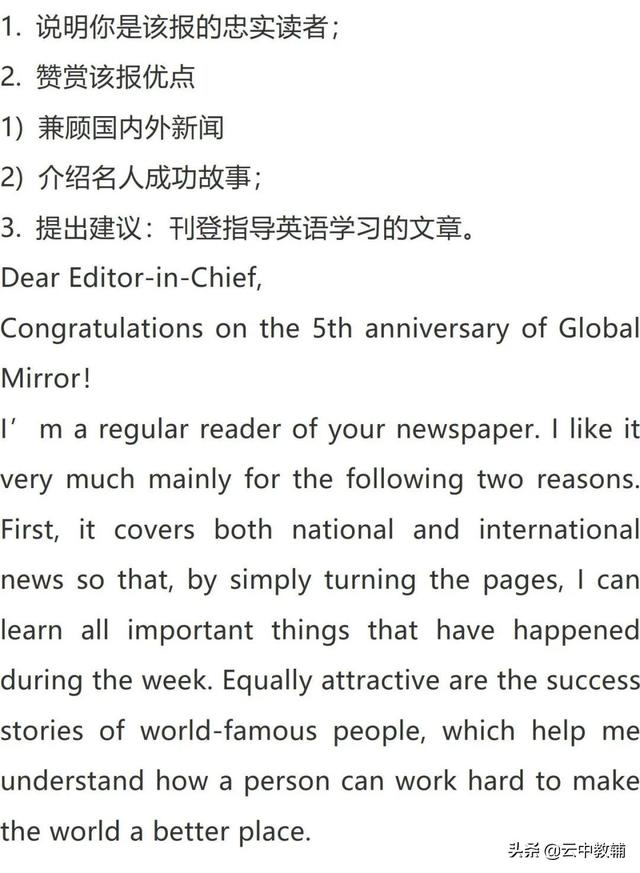 1. 说明你是该报的忠实读者；
2. 赞赏该报优点
1) 兼顾国内外新闻
2) 介绍名人成功故事；
3. 提出建议：刊登指导英语学习的文章。
Dear Editor-in-Chief,
Congratulations on the 5th anniversary of Global
Mirror!
I’m a regular reader of your newspaper. I like it
very much mainly for the following two reasons.
First, it covers both national and international
news so that, by simply turning the pages, I can
learn all important things that have happened
during the week. Equally attractive are the success
stories of world-famous people, which help me
understand how a person can work hard to make
the world a better place.
头条 @云中教辅